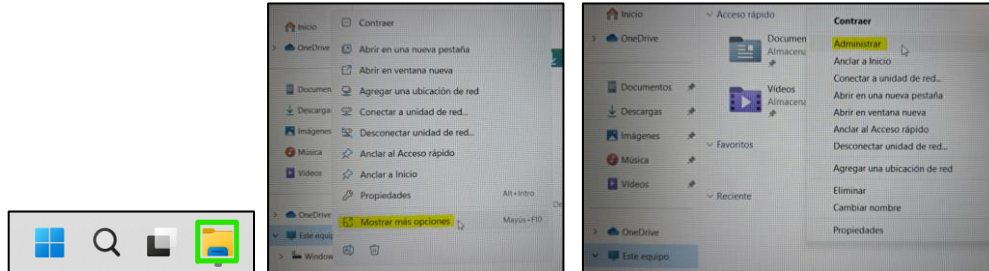 Inicio
OneDrive
Documen
Descarga
Imágenes
Música
Vídeos
OneDrive
Este equip
Window
Contraer
Abrir en una nueva pestaña
Abrir en ventana nueva
Agregar una ubicación de red
Conectar a unidad de red...
Desconectar unidad de red...
Anclar al Acceso rápido
Anclar a Inicio
Propiedades Alt+Intro
Mostrar más opciones Mayús+F10
De
Inicio
OneDrive
Documentos
Descargas
Imágenes
Música
Vídeos
OneDrive
Este equipo
Acceso rápido
Documen
Almacena
Vídeos
Almacena
Favoritos
Reciente
Contraer
Administrar
Anclar a Inicio
Conectar a unidad de red...
Abrir en una nueva pestaña
Abrir en ventana nueva
Anclar al Acceso rápido
Desconectar unidad de red...
Agregar una ubicación de red
Eliminar
Cambiar nombre
Propiedades